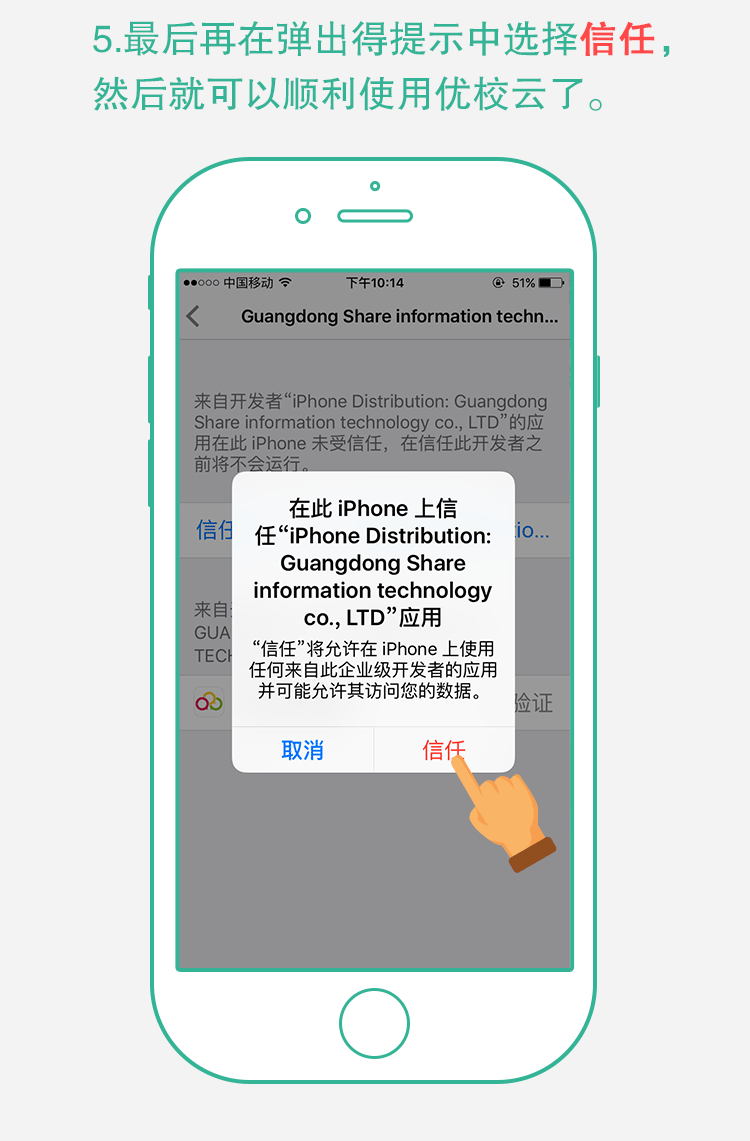 5.最后再在弹出得提示中选择信任，
然后就可以顺利使用优校云了。
中国移动 下午10:14 51%
Guangdong Share information techn...
来自开发者“iPhone Distribution: Guangdong
Share information technology co., LTD”的应
用在此 iPhone 未受信任，在信任此开发者之
前将不会运行。
信任 tio...
在此 iPhone 上信
任“iPhone Distribution:
Guangdong Share
information technology
co., LTD”应用
“信任”将允许在 iPhone 上使用
任何来自此企业级开发者的应用
并可能允许其访问您的数据。
来自
GUA
TECH
验证
取消 信任